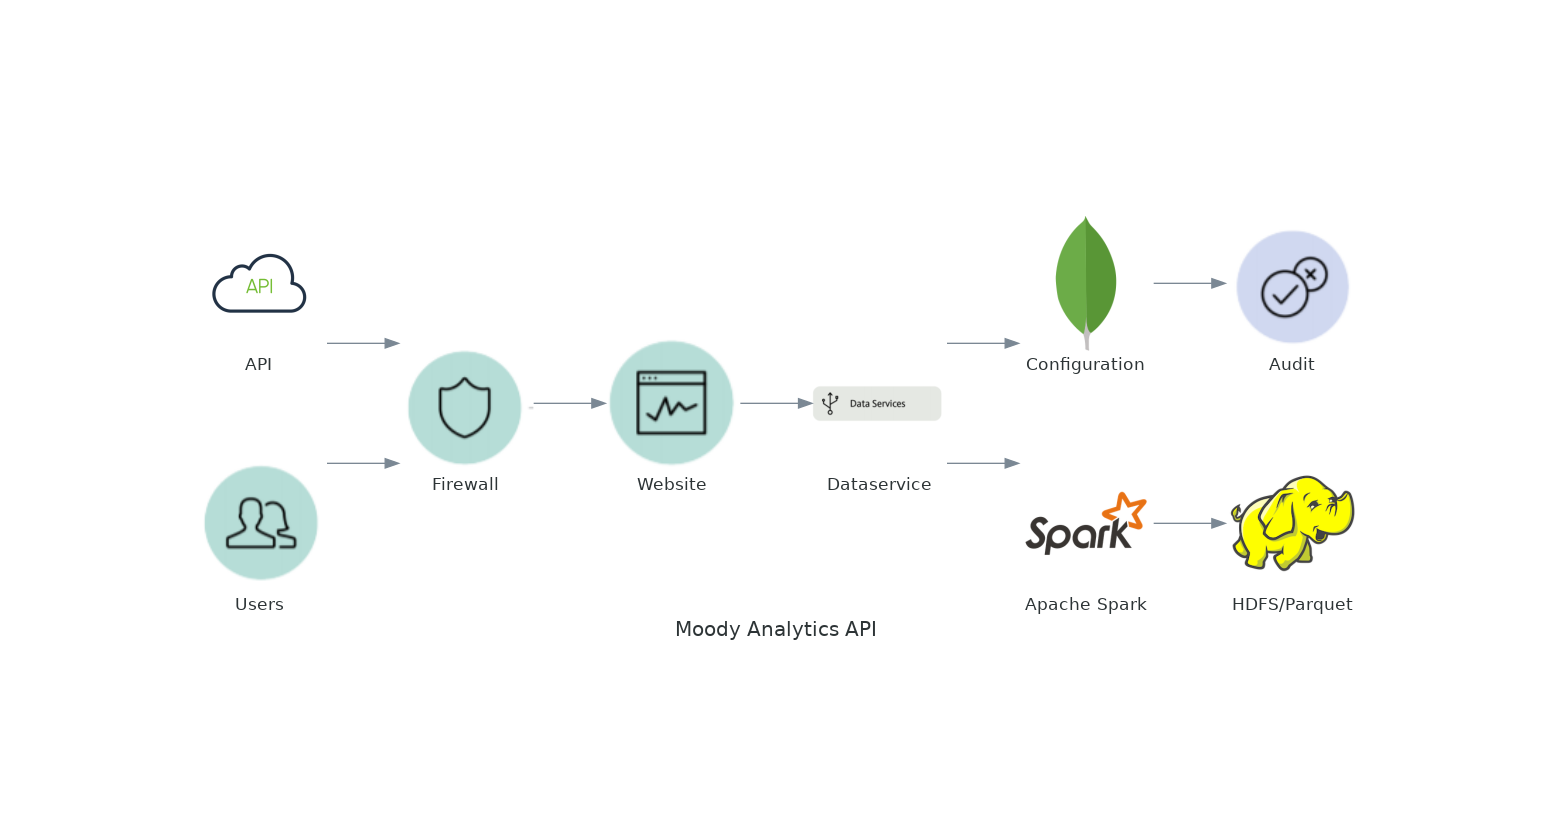 API
API
Users
Firewall
Website
Data Services
Dataservice
Configuration
Audit
Spark
Apache Spark
HDFS/Parquet
Moody Analytics API